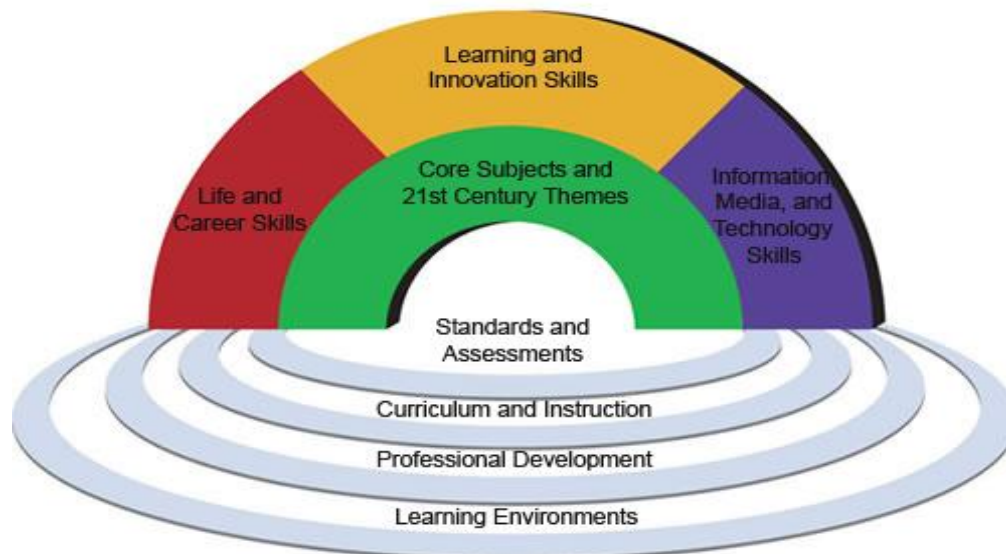 Learning and
Innovation Skills
Core Subjects and
21st Century Themes
Life and
Career Skills
Information,
Media, and
Technology
Skills
Standards and
Assessments
Curriculum and Instruction
Professional Development
Learning Environments